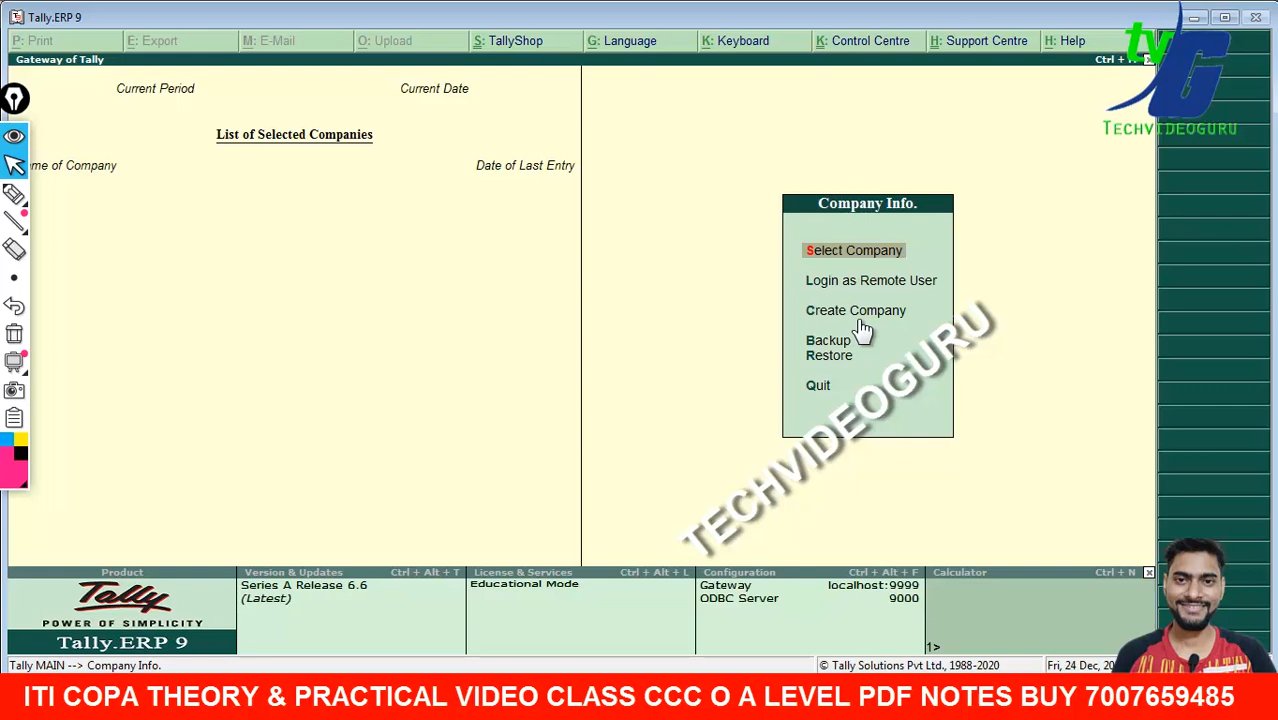 Tally.ERP 9
P: Print
E: Export
M: E-Mail
O: Upload
S: TallyShop
G: Language
K: Keyboard
K: Control Centre
H: Support Centre
H: Help
Gateway of Tally
Ctrl +
TECHVIDEOGURU
Current Period
Current Date
List of Selected Companies
me of Company
Date of Last Entry
Company Info.
Select Company
Login as Remote User
Create Company
Backup
Restore
Quit
TECHVIDEOGURU
Product
Tally
POWER OF SIMPLICITY
Tally.ERP 9
Version & Updates Ctrl + Alt + T
Series A Release 6.6
(Latest)
License & Services Ctrl + Alt + L
Educational Mode
Configuration Ctrl + Alt + F
Gateway localhost:9999
ODBC Server 9000
Calculator Ctrl + N
1>
Tally MAIN --> Company Info.
© Tally Solutions Pvt Ltd., 1988-2020
Fri, 24 Dec, 20
ITI COPA THEORY & PRACTICAL VIDEO CLASS CCC O A LEVEL PDF NOTES BUY 7007659485